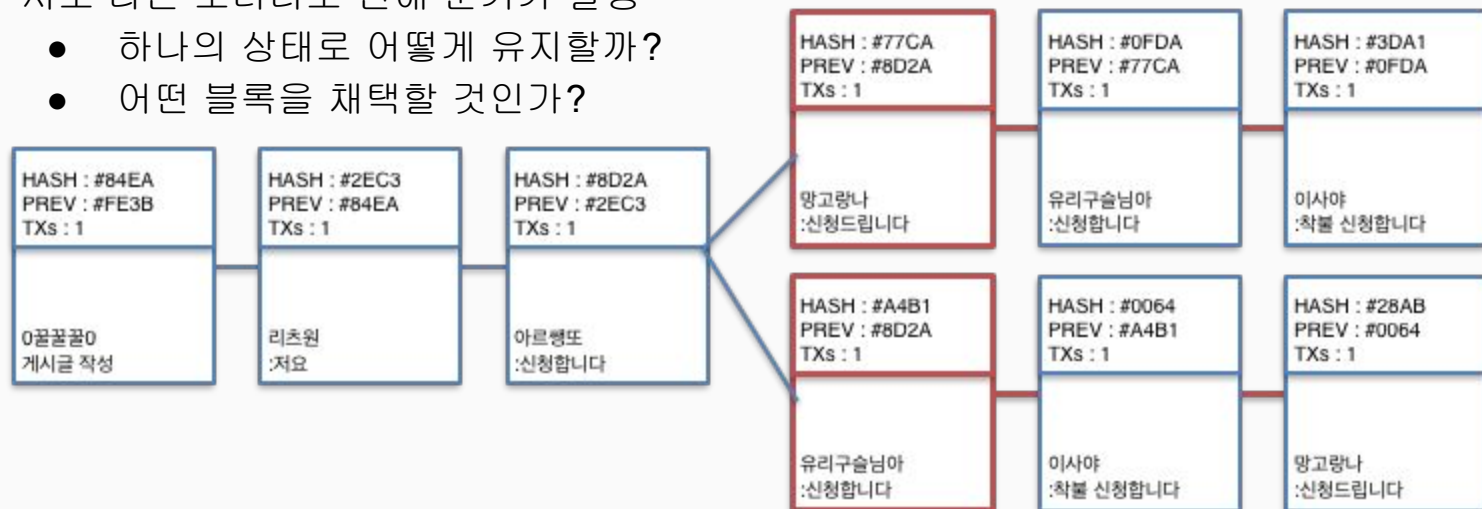 ● 하나의 상태로 어떻게 유지할까?
● 어떤 블록을 채택할 것인가?
HASH : #84EA
PREV : #FE3B
TXs : 1
0꿀꿀꿀0
게시글 작성
HASH : #2EC3
PREV : #84EA
TXs : 1
리츠원
:저요
HASH : #8D2A
PREV : #2EC3
TXs : 1
아르쌩또
:신청합니다
HASH : #77CA
PREV : #8D2A
TXs : 1
망고랑나
:신청드립니다
HASH : #0FDA
PREV : #77CA
TXs : 1
유리구슬님아
:신청합니다
HASH : #3DA1
PREV : #0FDA
TXs : 1
이사야
:착불 신청합니다
HASH : #A4B1
PREV : #8D2A
TXs : 1
유리구슬님아
:신청합니다
HASH : #0064
PREV : #A4B1
TXs : 1
이사야
:착불 신청합니다
HASH : #28AB
PREV : #0064
TXs : 1
망고랑나
:신청드립니다